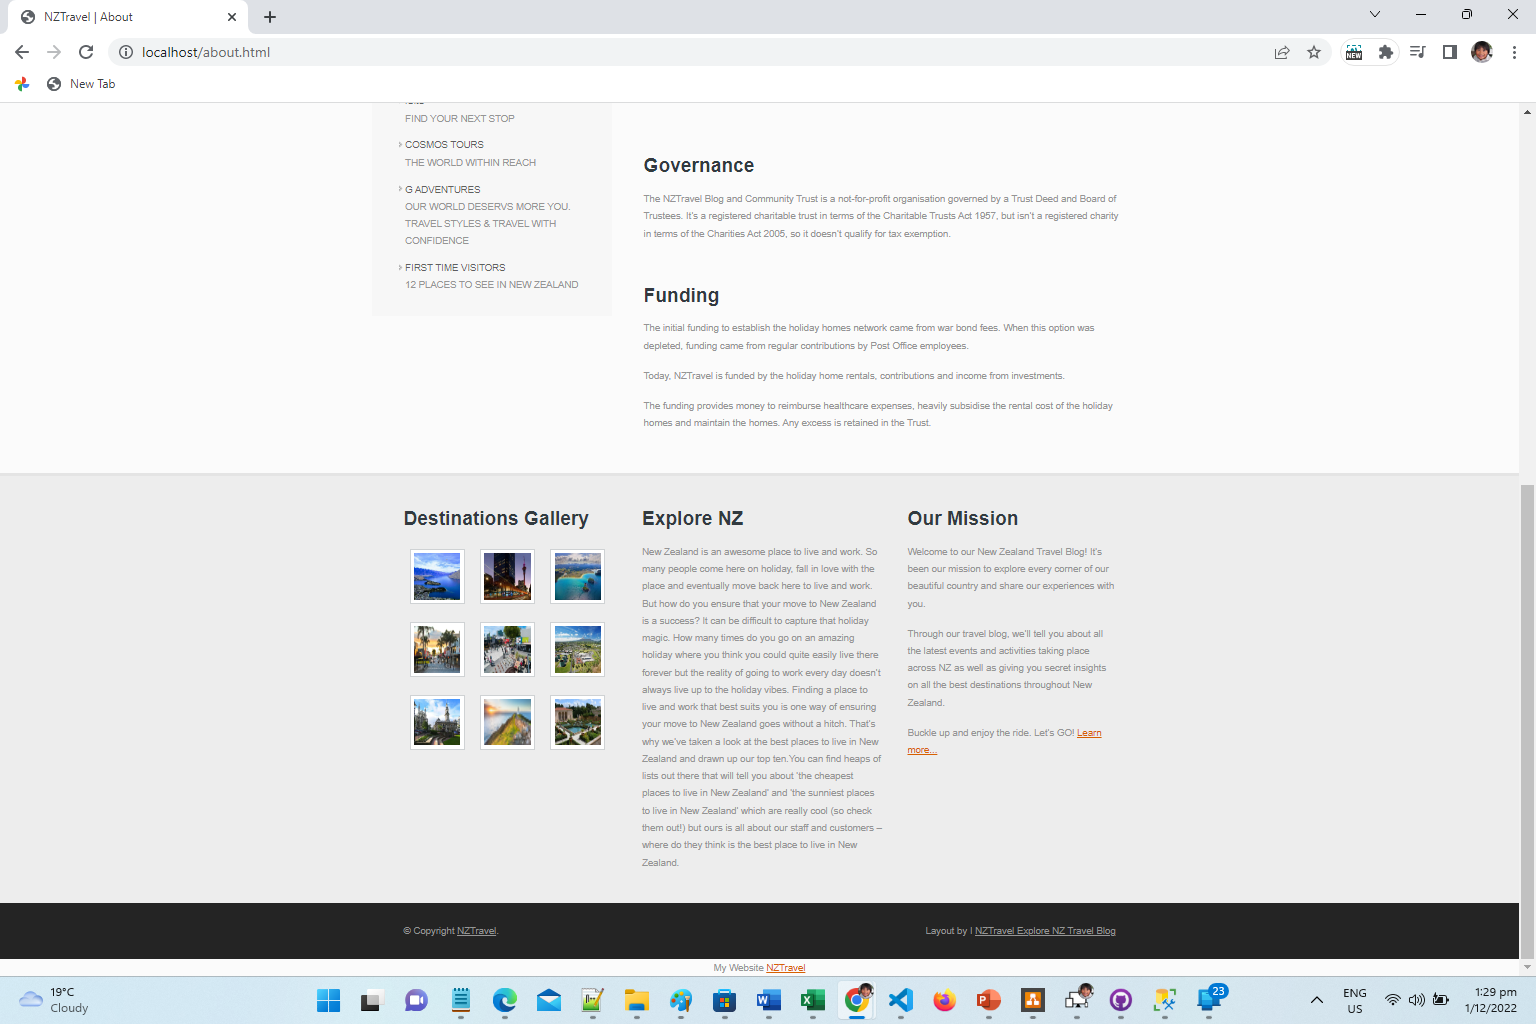 NZTravel | About
localhost/about.html
NEW
New Tab
FIND YOUR NEXT STOP
COSMOS TOURS
THE WORLD WITHIN REACH
G ADVENTURES
OUR WORLD DESERVS MORE YOU.
TRAVEL STYLES & TRAVEL WITH
CONFIDENCE
FIRST TIME VISITORS
12 PLACES TO SEE IN NEW ZEALAND
Governance
The NZTravel Blog and Community Trust is a not-for-profit organisation governed by a Trust Deed and Board of
Trustees. It's a registered charitable trust in terms of the Charitable Trusts Act 1957, but isn't a registered charity
in terms of the Charities Act 2005, so it doesn't qualify for tax exemption.
Funding
The initial funding to establish the holiday homes network came from war bond fees. When this option was
depleted, funding came from regular contributions by Post Office employees.
Today, NZTravel is funded by the holiday home rentals, contributions and income from investments.
The funding provides money to reimburse healthcare expenses, heavily subsidise the rental cost of the holiday
homes and maintain the homes. Any excess is retained in the Trust.
Destinations Gallery
Explore NZ
New Zealand is an awesome place to live and work. So
many people come here on holiday, fall in love with the
place and eventually move back here to live and work.
But how do you ensure that your move to New Zealand
is a success? It can be difficult to capture that holiday
magic. How many times do you go on an amazing
holiday where you think you could quite easily live there
forever but the reality of going to work every day doesn't
always live up to the holiday vibes. Finding a place to
live and work that best suits you is one way of ensuring
your move to New Zealand goes without a hitch. That's
why we've taken a look at the best places to live in New
Zealand and drawn up our top ten.You can find heaps of
lists out there that will tell you about 'the cheapest
places to live in New Zealand' and 'the sunniest places
to live in New Zealand' which are really cool (so check
them out!) but ours is all about our staff and customers –
where do they think is the best place to live in New
Zealand.
Our Mission
Welcome to our New Zealand Travel Blog! It's
been our mission to explore every corner of our
beautiful country and share our experiences with
you.
Through our travel blog, we'll tell you about all
the latest events and activities taking place
across NZ as well as giving you secret insights
on all the best destinations throughout New
Zealand.
Buckle up and enjoy the ride. Let's GO! Learn
more...
© Copyright NZTravel.
Layout by | NZTravel Explore NZ Travel Blog
My Website NZTravel
19°C
Cloudy
23
ENG
US
1:29 pm
1/12/2022